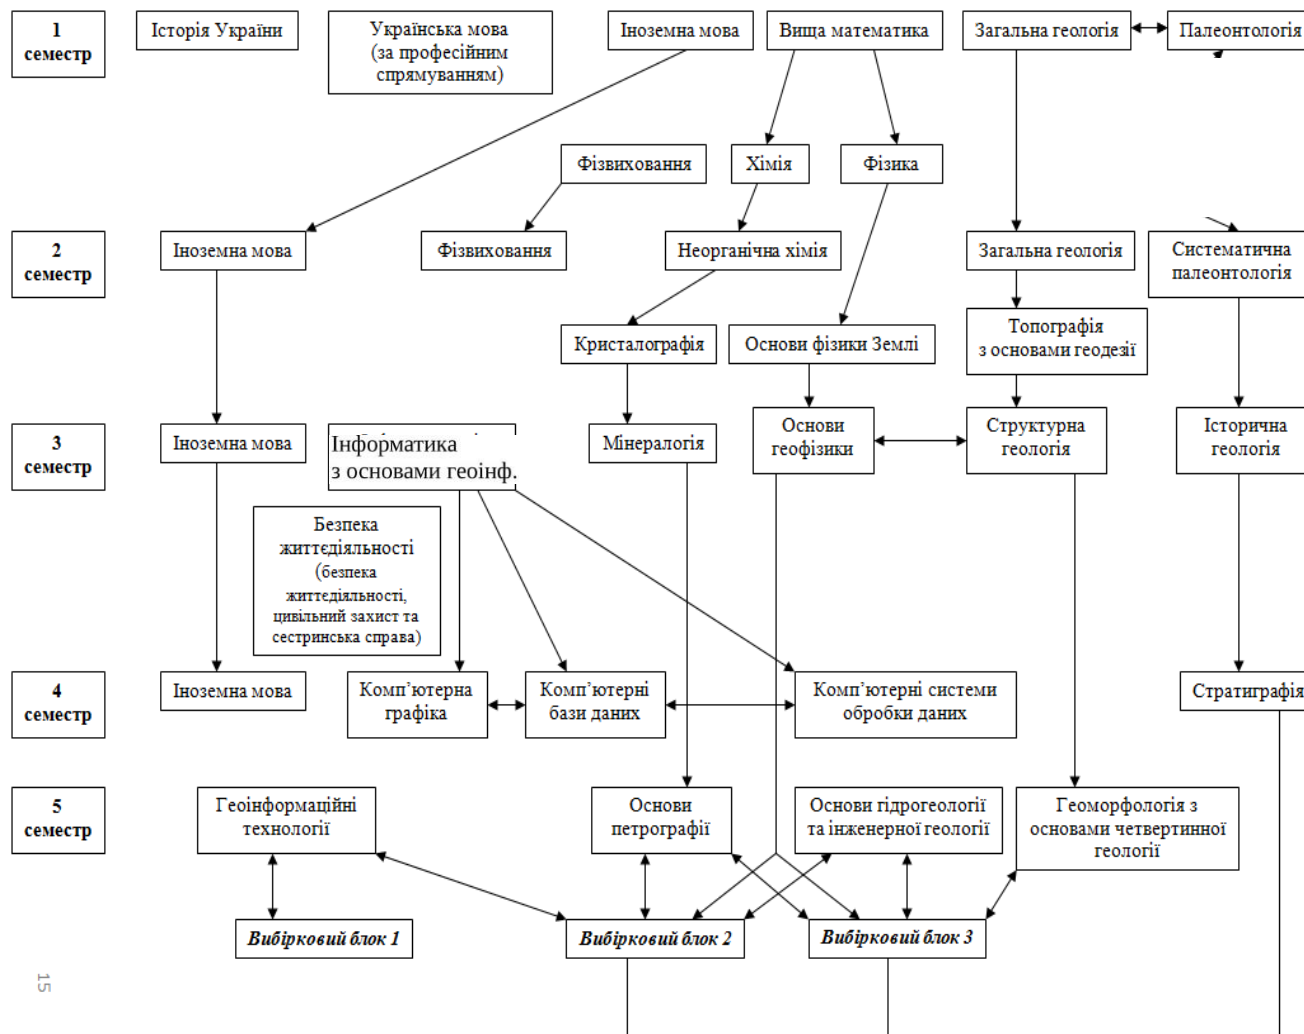 1
семестр
Історія України
Українська мова
(за професійним
спрямуванням)
Іноземна мова
Вища математика
Загальна геологія
Палеонтологія
Фізвиховання
Хімія
Фізика
2
семестр
Іноземна мова
Фізвиховання
Неорганічна хімія
Загальна геологія
Систематична
палеонтологія
Кристалографія
Основи фізики Землі
Топографія
з основами геодезії
3
семестр
Іноземна мова
Інформатика
з основами геоінф.
Мінералогія
Основи
геофізики
Структурна
геологія
Історична
геологія
Безпека
життєдіяльності
(безпека
життєдіяльності,
цивільний захист та
сестринська справа)
4
семестр
Іноземна мова
Комп’ютерна
графіка
Комп’ютерні
бази даних
Комп’ютерні системи
обробки даних
Стратиграфія
5
семестр
Геоінформаційні
технології
Основи
петрографії
Основи гідрогеології
та інженерної геології
Геоморфологія з
основами четвертинної
геології
Вибірковий блок 1
Вибірковий блок 2
Вибірковий блок 3
15